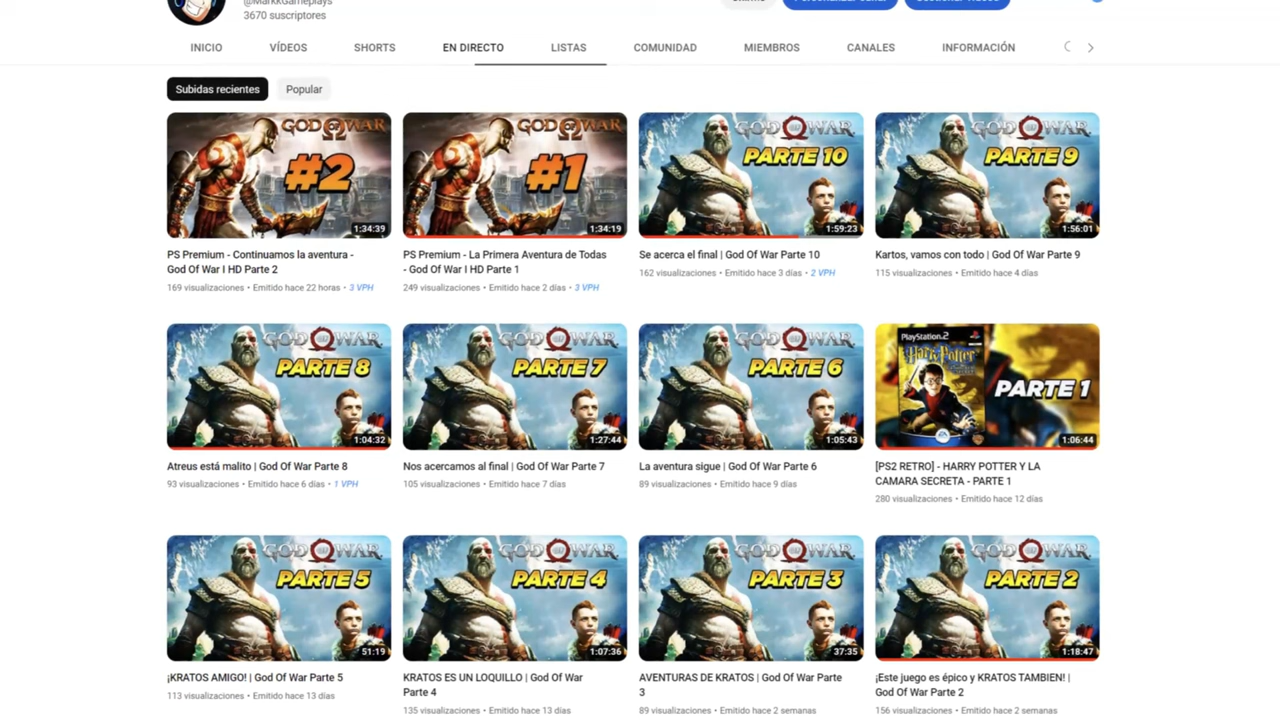 @MarkkGameplays
3670 suscriptores
INICIO VÍDEOS SHORTS EN DIRECTO LISTAS COMUNIDAD MIEMBROS CANALES INFORMACIÓN
Subidas recientes Popular
GOD OF WAR
#2
1:34:39
GOD OF WAR
#1
1:34:19
GOD OF WAR
PARTE 10
1:59:23
GOD OF WAR
PARTE 9
1:56:01
PS Premium - Continuamos la aventura -
God Of War I HD Parte 2
169 visualizaciones • Emitido hace 22 horas • 3 VPH
PS Premium - La Primera Aventura de Todas
- God Of War I HD Parte 1
249 visualizaciones • Emitido hace 2 días • 3 VPH
Se acerca el final | God Of War Parte 10
162 visualizaciones • Emitido hace 3 días • 2 VPH
Kartos, vamos con todo | God Of War Parte 9
115 visualizaciones • Emitido hace 4 días
GOD OF WAR
PARTE 8
1:04:32
GOD OF WAR
PARTE 7
1:27:44
GOD OF WAR
PARTE 6
1:05:43
PlayStation.2
Harry Potter
PARTE 1
1:06:44
Atreus está malito | God Of War Parte 8
93 visualizaciones • Emitido hace 6 días • 1 VPH
Nos acercamos al final | God Of War Parte 7
105 visualizaciones • Emitido hace 7 días
La aventura sigue | God Of War Parte 6
89 visualizaciones • Emitido hace 9 días
[PS2 RETRO] - HARRY POTTER Y LA
CAMARA SECRETA - PARTE 1
280 visualizaciones • Emitido hace 12 días
GOD OF WAR
PARTE 5
51:19
GOD OF WAR
PARTE 4
1:07:36
GOD OF WAR
PARTE 3
37:35
GOD OF WAR
PARTE 2
1:18:47
¡KRATOS AMIGO! | God Of War Parte 5
113 visualizaciones • Emitido hace 13 días
KRATOS ES UN LOQUILLO | God Of War
Parte 4
135 visualizaciones • Emitido hace 13 días
AVENTURAS DE KRATOS | God Of War Parte
3
89 visualizaciones • Emitido hace 2 semanas
¡Este juego es épico y KRATOS TAMBIEN! |
God Of War Parte 2
156 visualizaciones • Emitido hace 2 semanas